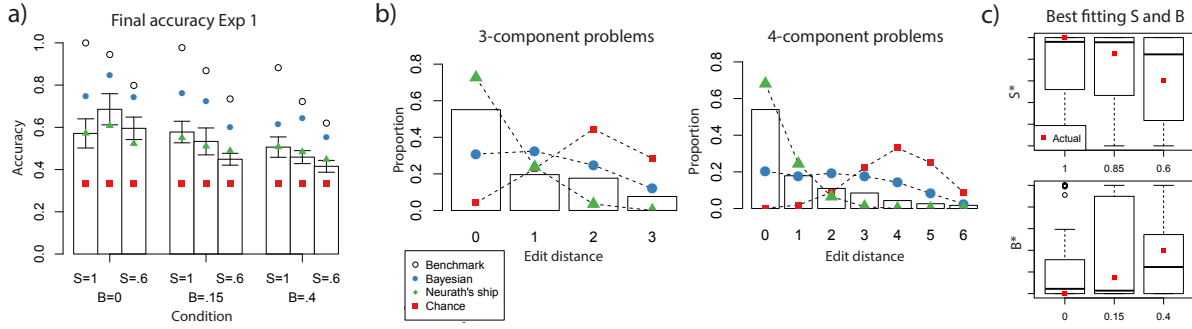 a)
Final accuracy Exp 1
Accuracy
0.0 0.2 0.4 0.6 0.8 1.0
S=1 S=.6 S=1 S=.6 S=1 S=.6
B=0 B=.15 B=.4
Condition
b)
3-component problems
Proportion
0.0 0.2 0.4 0.6 0.8
0 1 2 3
Edit distance
Benchmark
Bayesian
Neurath's ship
Chance
4-component problems
Proportion
0.0 0.2 0.4 0.6 0.8
0 1 2 3 4 5 6
Edit distance
c)
Best fitting S and B
S*
Actual
1 0.85 0.6
B*
0 0.15 0.4